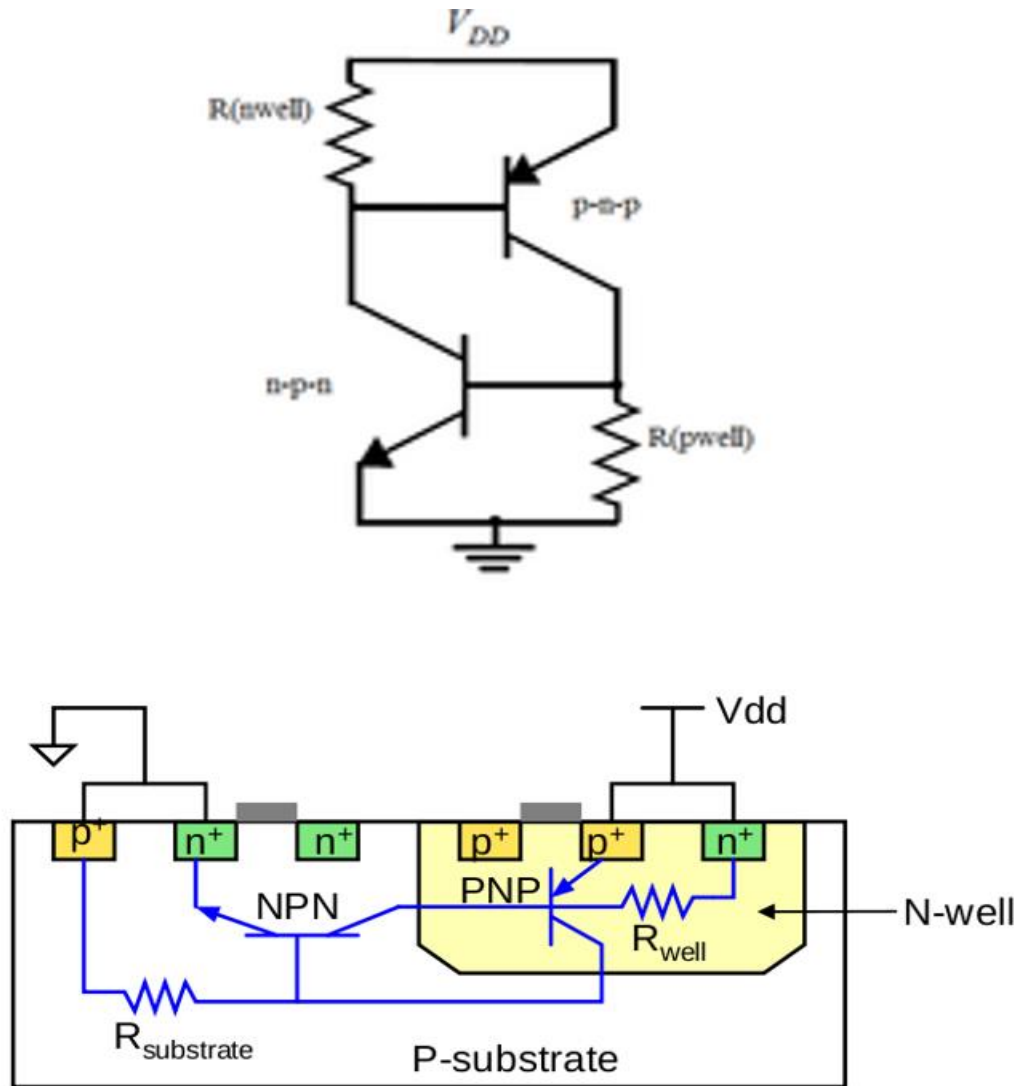 VDD
R(nwell)
p-n-p
n-p-n
R(pwell)
Vdd
p+ n+ n+ p+ p+ n+
NPN PNP
N-well
Rwell
Rsubstrate
P-substrate